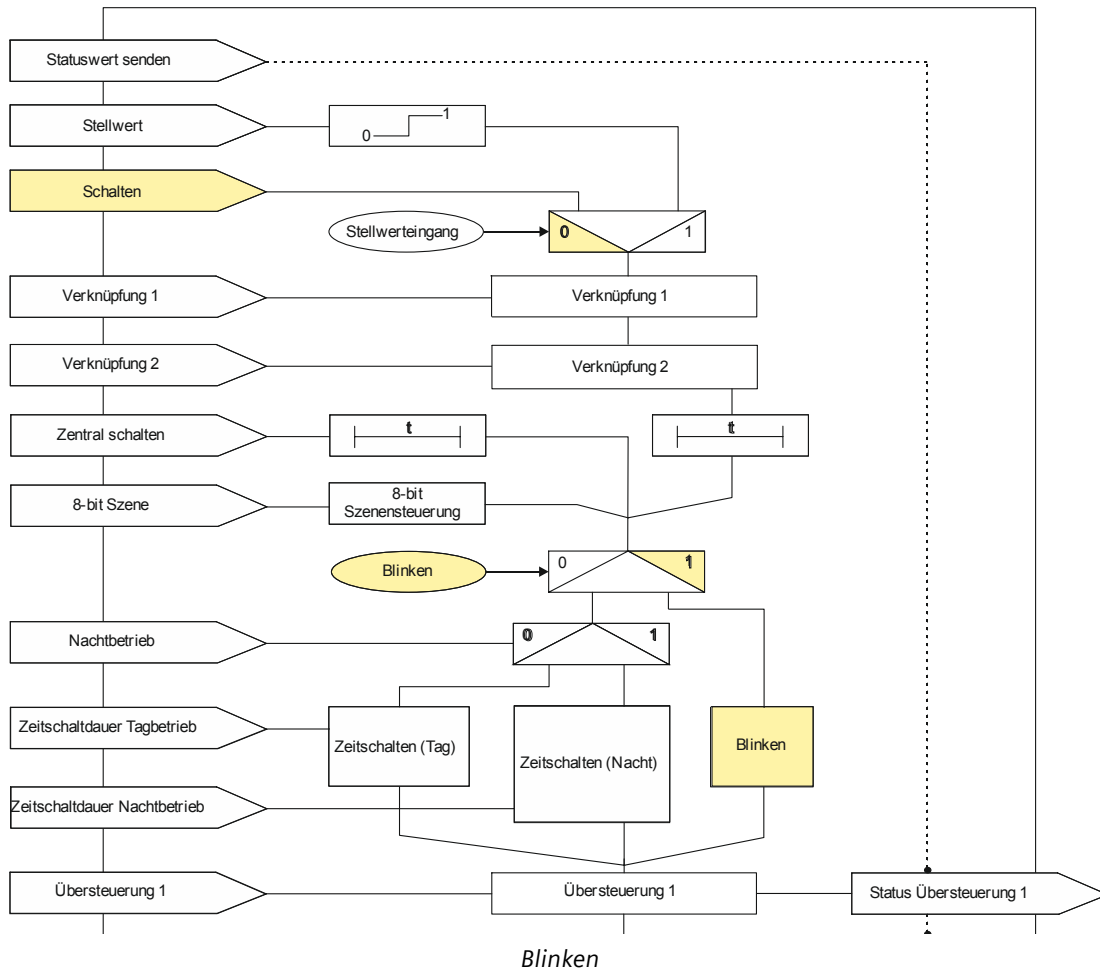 Statuswert senden
Stellwert
0
1
Schalten
Stellwerteingang
0
1
Verknüpfung 1
Verknüpfung 1
Verknüpfung 2
Verknüpfung 2
Zentral schalten
t
t
8-bit Szene
8-bit
Szenensteuerung
Blinken
0
1
Nachtbetrieb
0
1
Zeitschaltdauer Tagbetrieb
Zeitschalten (Tag)
Zeitschalten (Nacht)
Blinken
Zeitschaltdauer Nachtbetrieb
Übersteuerung 1
Übersteuerung 1
Status Übersteuerung 1
Blinken